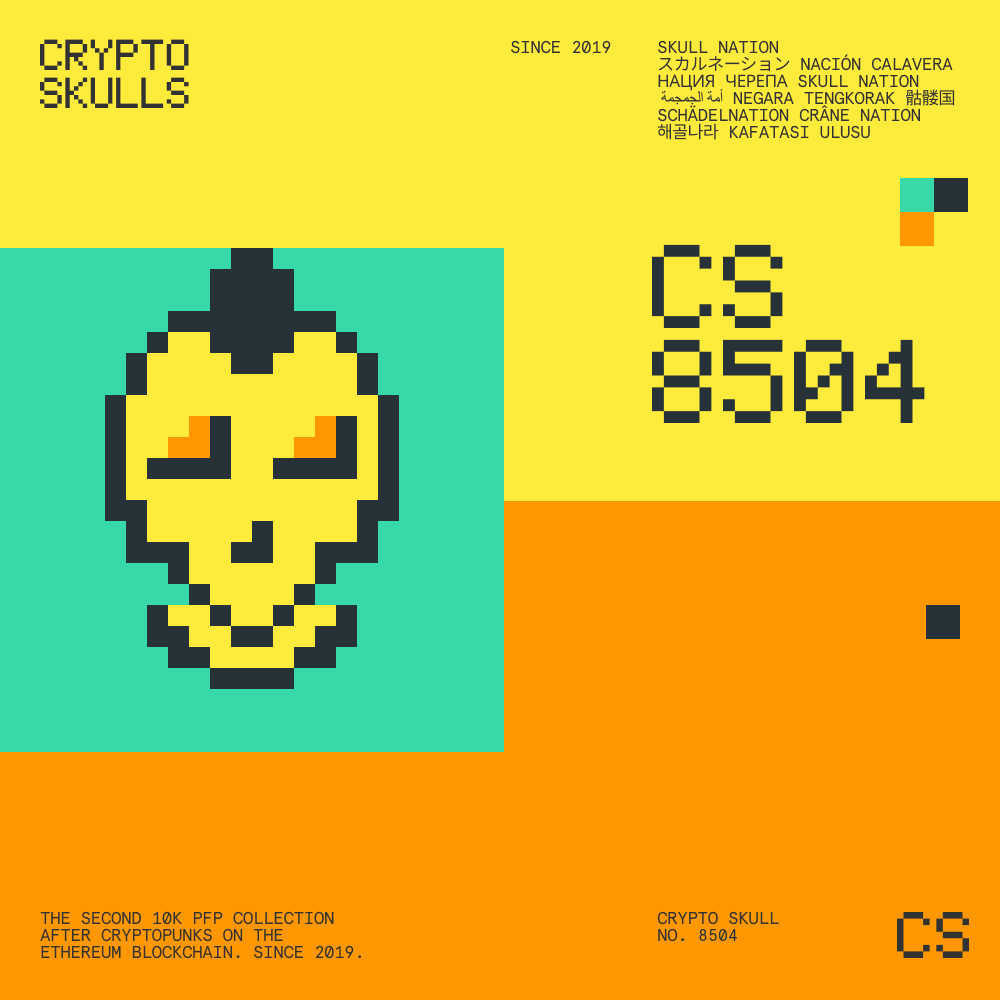 CRYPTO
SKULLS
SINCE 2019
SKULL NATION
スカルネーション NACIÓN CALAVERA
НАЦИЯ ЧЕРЕПА SKULL NATION
أمة الجمجمة NEGARA TENGKORAK 骷髅国
SCHÄDELNATION CRÂNE NATION
해골나라 KAFATASI ULUSU
CS
8504
THE SECOND 10K PFP COLLECTION
AFTER CRYPTOPUNKS ON THE
ETHEREUM BLOCKCHAIN. SINCE 2019.
CRYPTO SKULL
NO. 8504
CS